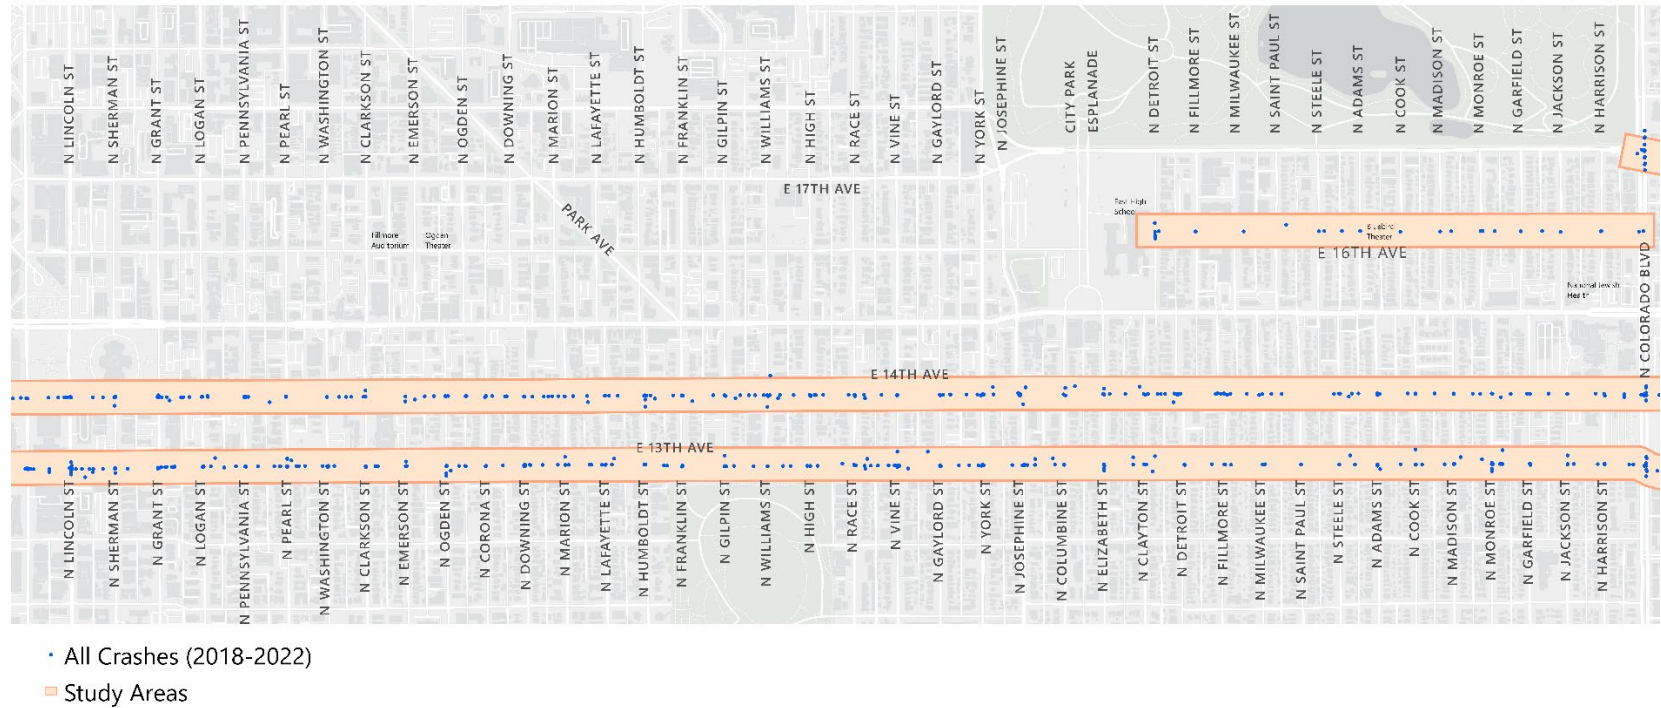 N LINCOLN ST
N SHERMAN ST
N GRANT ST
N LOGAN ST
N PENNSYLVANIA ST
N PEARL ST
N WASHINGTON ST
N CLARKSON ST
N EMERSON ST
N OGDEN ST
N DOWNING ST
N MARION ST
N LAFAYETTE ST
N HUMBOLDT ST
N FRANKLIN ST
N GILPIN ST
N WILLIAMS ST
N HIGH ST
N RACE ST
N VINE ST
N GAYLORD ST
N YORK ST
N JOSEPHINE ST
CITY PARK
ESPLANADE
N DETROIT ST
N FILLMORE ST
N MILWAUKEE ST
N SAINT PAUL ST
N STEELE ST
N ADAMS ST
N COOK ST
N MADISON ST
N MONROE ST
N GARFIELD ST
N JACKSON ST
N HARRISON ST
E 17TH AVE
PARK AVE
Fillmore
Auditorium
Ogden
Theater
East High
School
Bluebird
Theater
E 16TH AVE
National Jewish
Health
N COLORADO BLVD
E 14TH AVE
E 13TH AVE
N LINCOLN ST
N SHERMAN ST
N GRANT ST
N LOGAN ST
N PENNSYLVANIA ST
N PEARL ST
N WASHINGTON ST
N CLARKSON ST
N EMERSON ST
N OGDEN ST
N CORONA ST
N DOWNING ST
N MARION ST
N LAFAYETTE ST
N HUMBOLDT ST
N FRANKLIN ST
N GILPIN ST
N WILLIAMS ST
N HIGH ST
N RACE ST
N VINE ST
N GAYLORD ST
N YORK ST
N JOSEPHINE ST
N COLUMBINE ST
N ELIZABETH ST
N CLAYTON ST
N DETROIT ST
N FILLMORE ST
N MILWAUKEE ST
N SAINT PAUL ST
N STEELE ST
N ADAMS ST
N COOK ST
N MADISON ST
N MONROE ST
N GARFIELD ST
N JACKSON ST
N HARRISON ST
All Crashes (2018-2022)
Study Areas